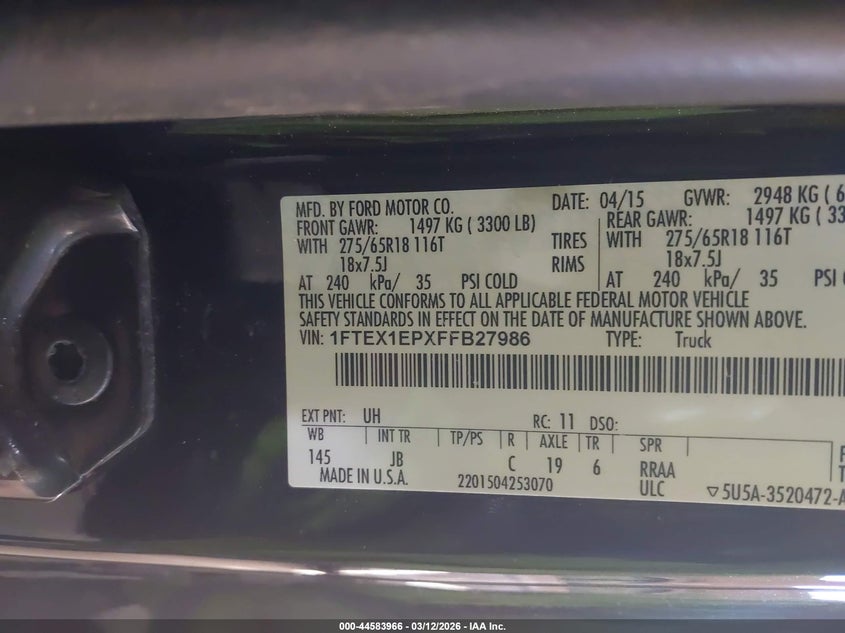 MFD. BY FORD MOTOR CO. DATE: 04/15 GVWR: 2948 KG ( 6
FRONT GAWR: 1497 KG ( 3300 LB) REAR GAWR: 1497 KG ( 33
WITH 275/65R18 116T TIRES WITH 275/65R18 116T
18x7.5J RIMS 18x7.5J
AT 240 kPa/ 35 PSI COLD AT 240 kPa/ 35 PSI
THIS VEHICLE CONFORMS TO ALL APPLICABLE FEDERAL MOTOR VEHICLE
SAFETY STANDARDS IN EFFECT ON THE DATE OF MANUFACTURE SHOWN ABOVE.
VIN: 1FTEX1EPXFFB27986 TYPE: Truck
EXT PNT: UH RC: 11 DSO:
WB INT TR TP/PS R AXLE TR SPR
145 JB C 19 6 RRAA
MADE IN U.S.A. 2201504253070 ULC ▽5U5A-3520472-A
000-44583966 - 03/12/2026 - IAA Inc.